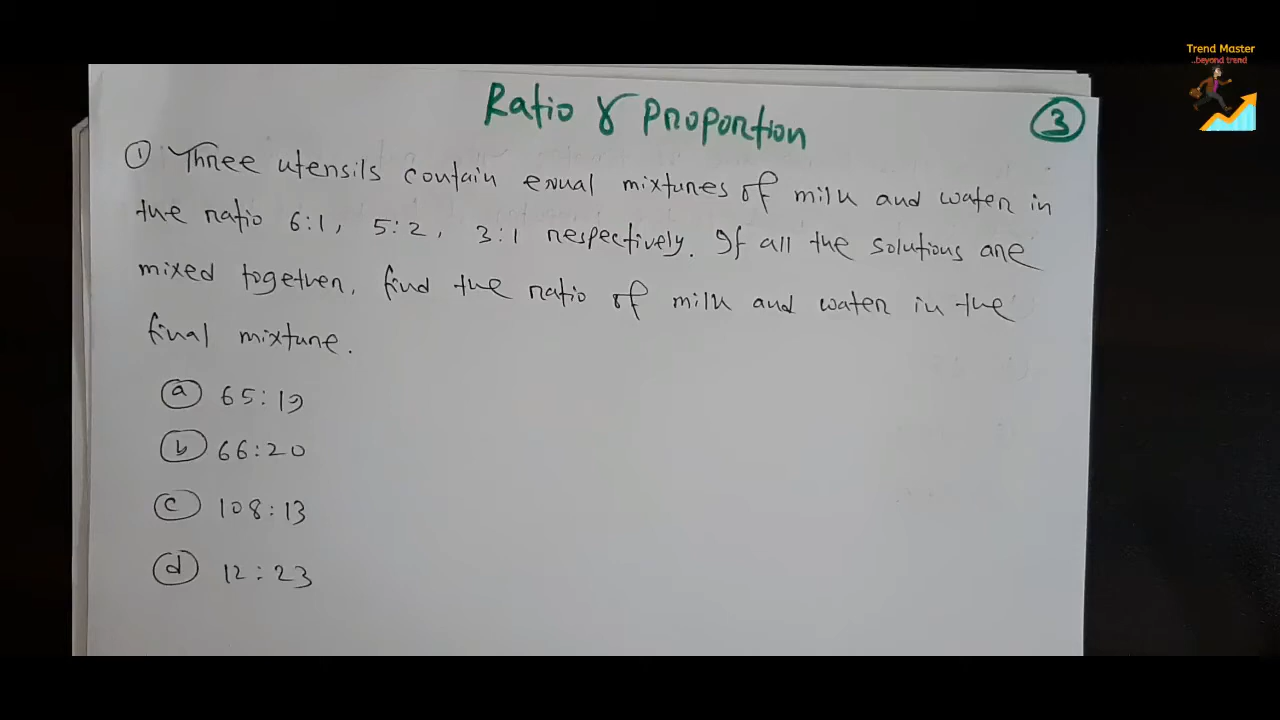 Trend Master
..beyond trend
Ratio & Proportion
3
① Three utensils contain equal mixtures of milk and water in
the ratio 6:1, 5:2, 3:1 respectively. If all the solutions are
mixed together, find the ratio of milk and water in the
final mixture.
ⓐ 65:19
ⓑ 66:20
ⓒ 108:13
ⓓ 12:23